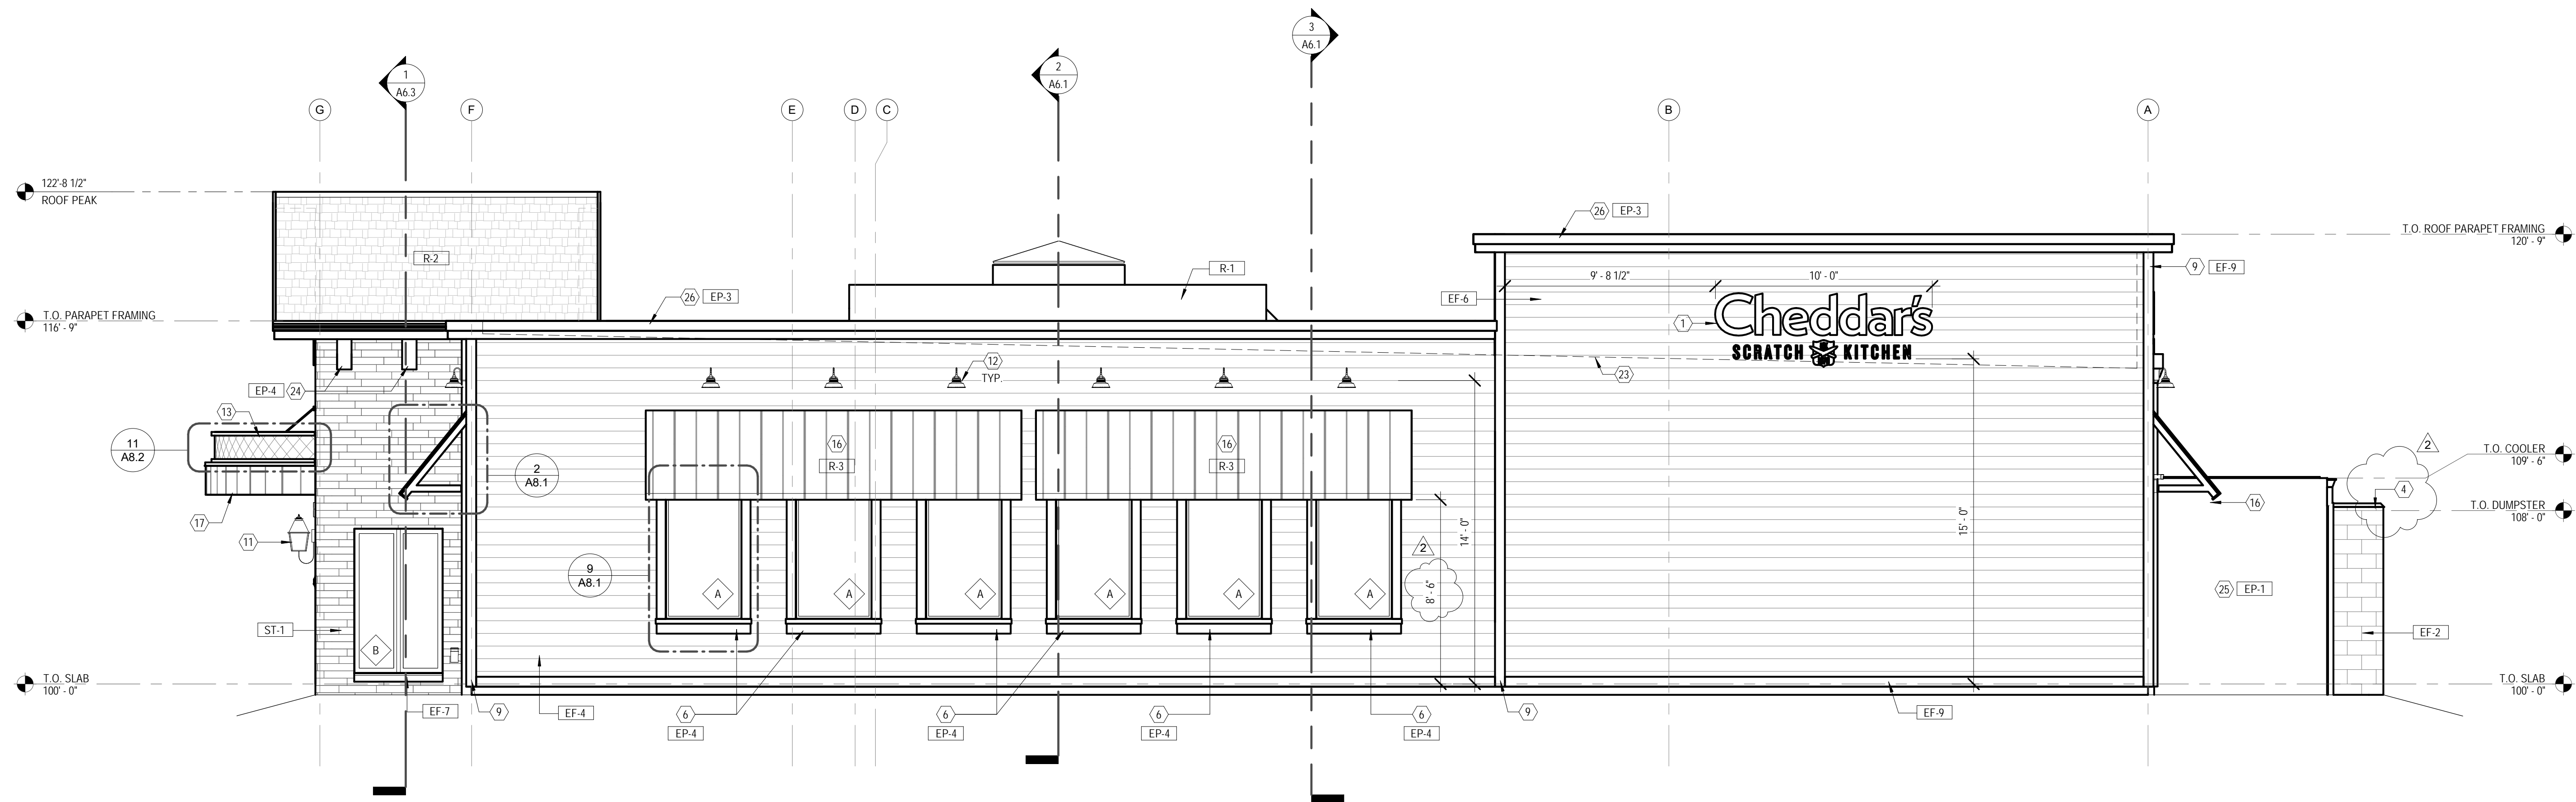 3
A6.1
2
A6.1
1
A6.3
G
F
E
D
C
B
A
122'-8 1/2"
ROOF PEAK
26 EP-3
T.O. ROOF PARAPET FRAMING
120' - 9"
R-2
R-1
9 EF-9
9' - 8 1/2"
10' - 0"
26 EP-3
EF-6
T.O. PARAPET FRAMING
116' - 9"
1
Cheddar's
SCRATCH KITCHEN
12
TYP.
23
EP-4 24
13
11
A8.2
2
A8.1
16
R-3
16
R-3
2
T.O. COOLER
109' - 6"
4
16
T.O. DUMPSTER
108' - 0"
17
11
14' - 0"
15' - 0"
2
8' - 6"
9
A8.1
A
A
A
A
A
A
25 EP-1
ST-1
B
EF-2
T.O. SLAB
100' - 0"
T.O. SLAB
100' - 0"
EF-7
9
EF-4
6
EP-4
6
EP-4
6
EP-4
6
EP-4
9
EF-9